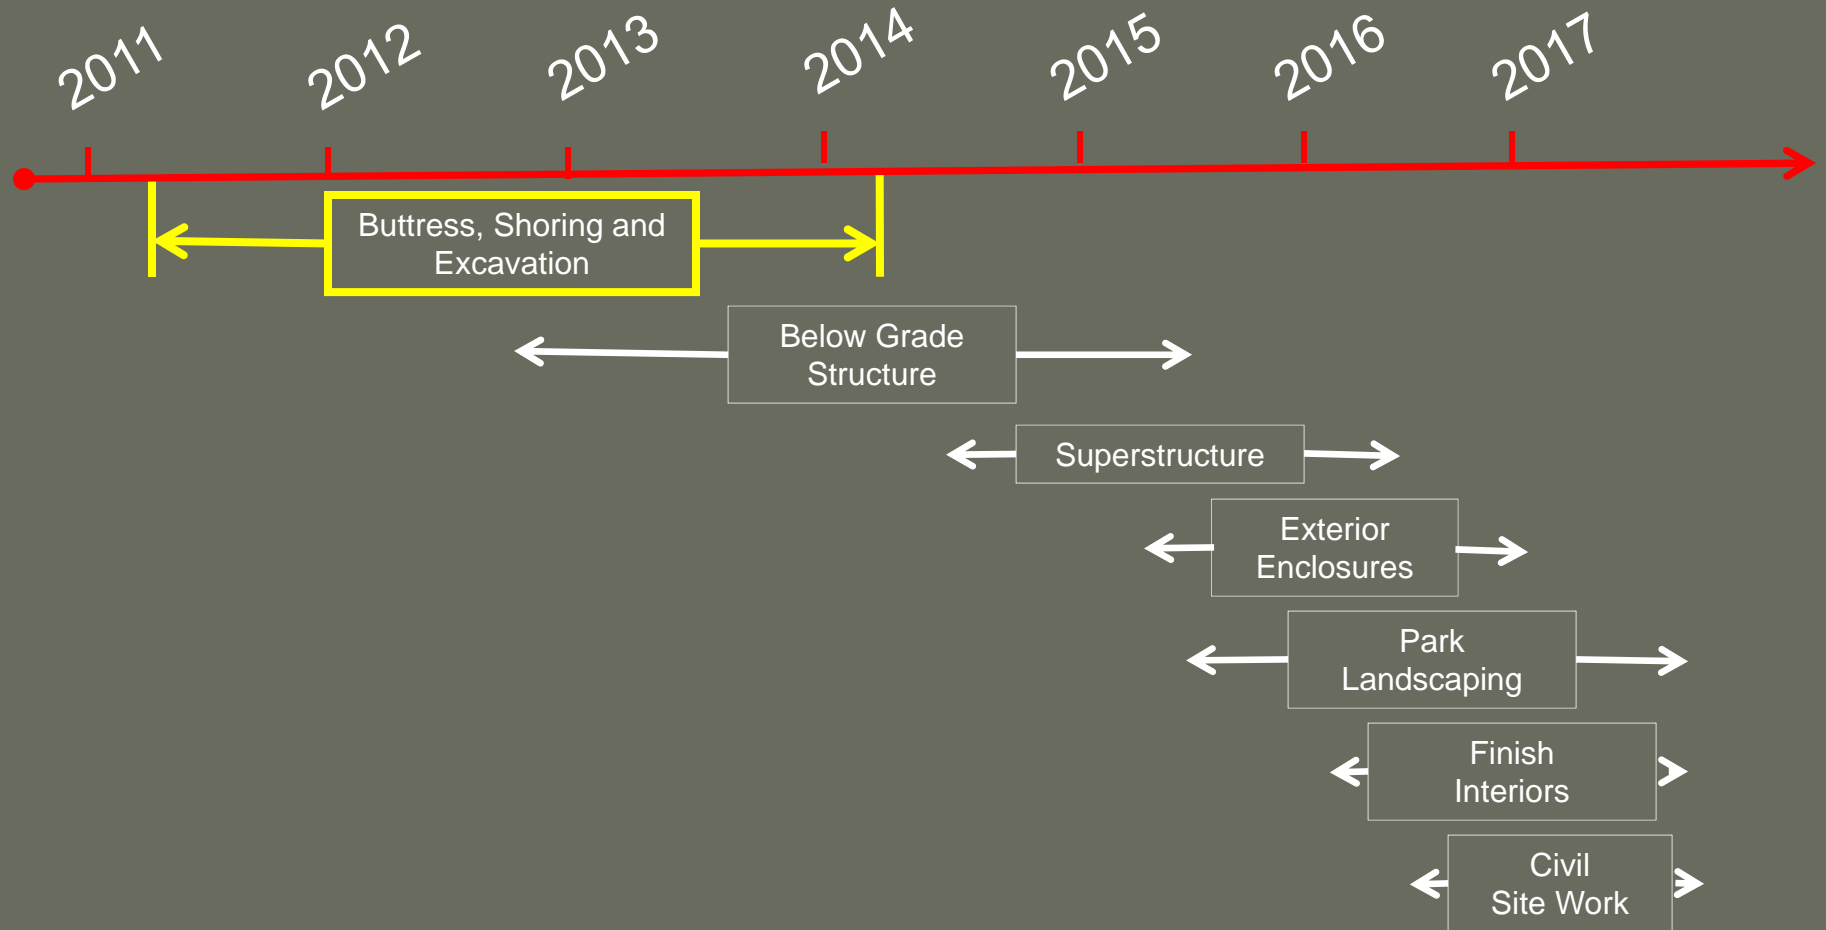 2011
2012
2013
2014
2015
2016
2017
Buttress, Shoring and
Excavation
Below Grade
Structure
Superstructure
Exterior
Enclosures
Park
Landscaping
Finish
Interiors
Civil
Site Work